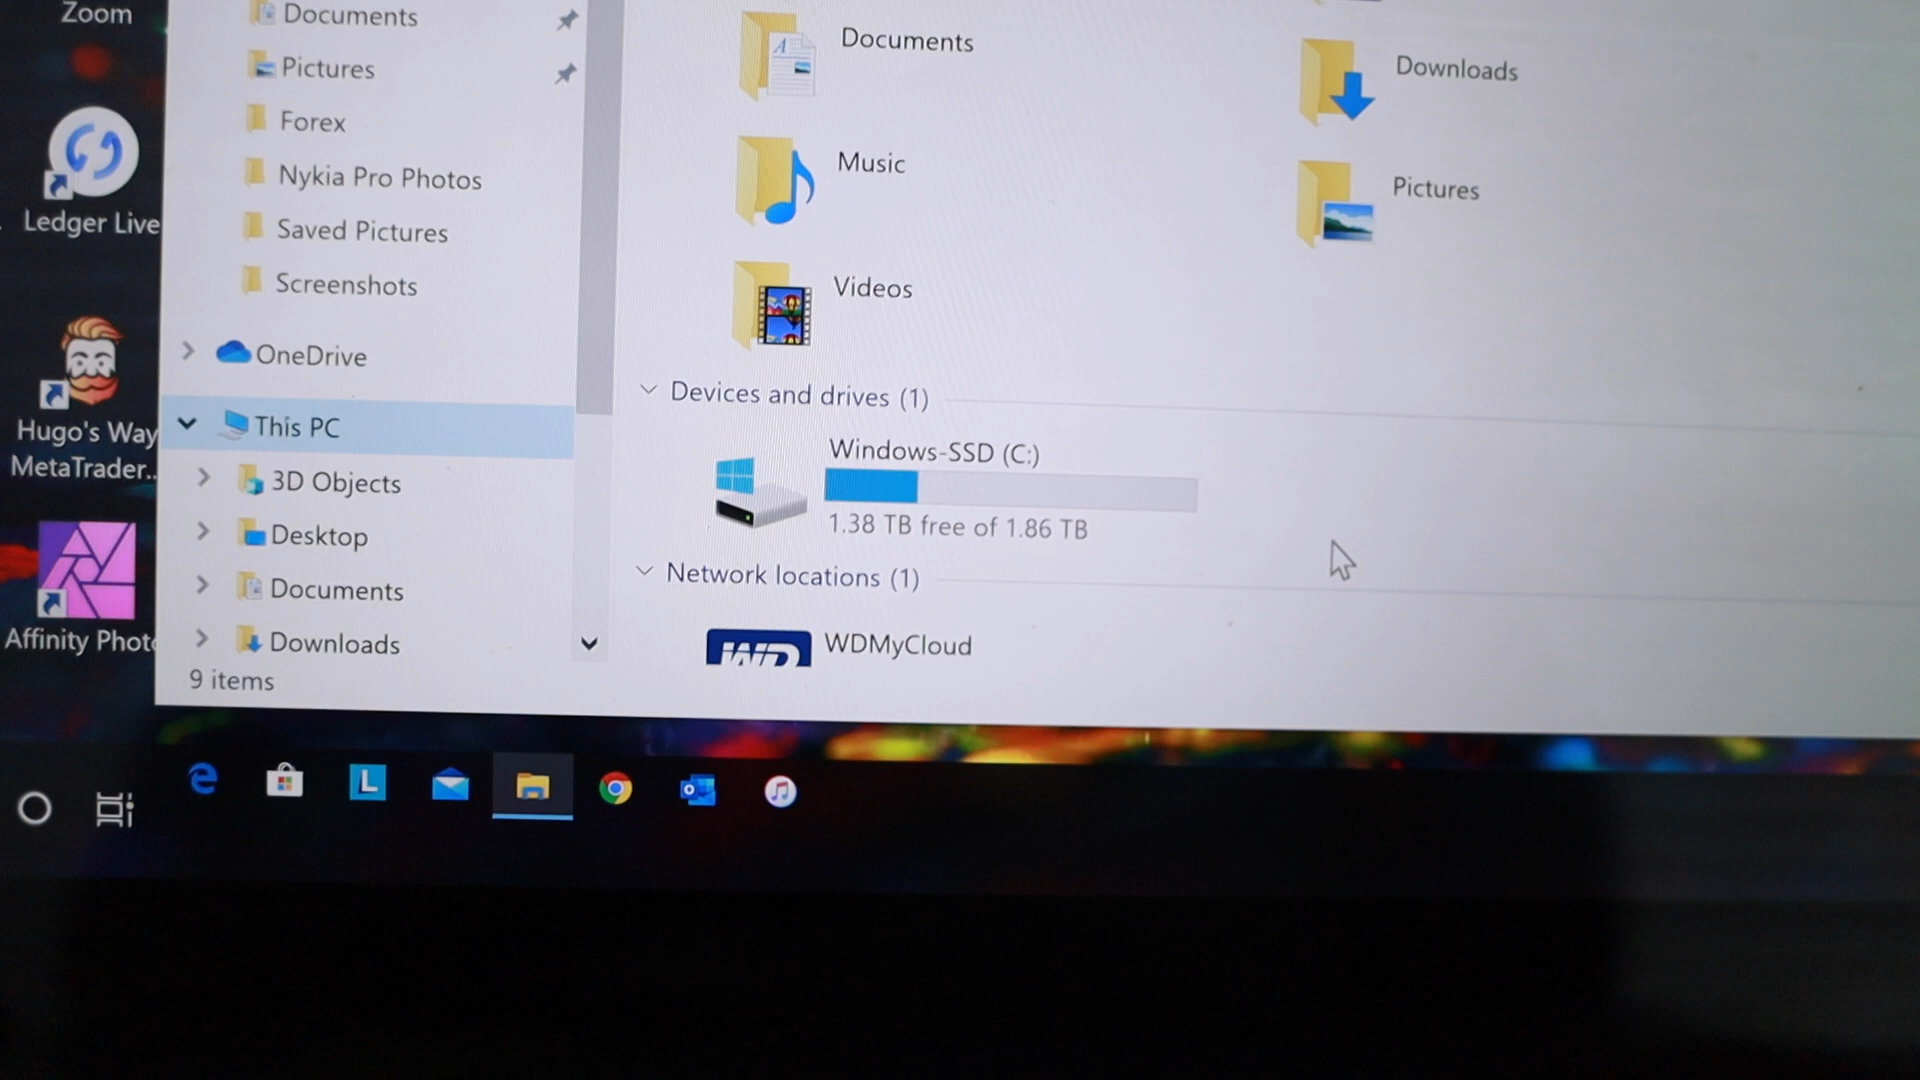 Zoom
Ledger Live
Hugo's Way
MetaTrader..
Affinity Photo
Documents
Pictures
Forex
Nykia Pro Photos
Saved Pictures
Screenshots
OneDrive
This PC
3D Objects
Desktop
Documents
Downloads
9 items
Documents
Downloads
Music
Pictures
Videos
Devices and drives (1)
Windows-SSD (C:)
1.38 TB free of 1.86 TB
Network locations (1)
WD
WDMyCloud
L